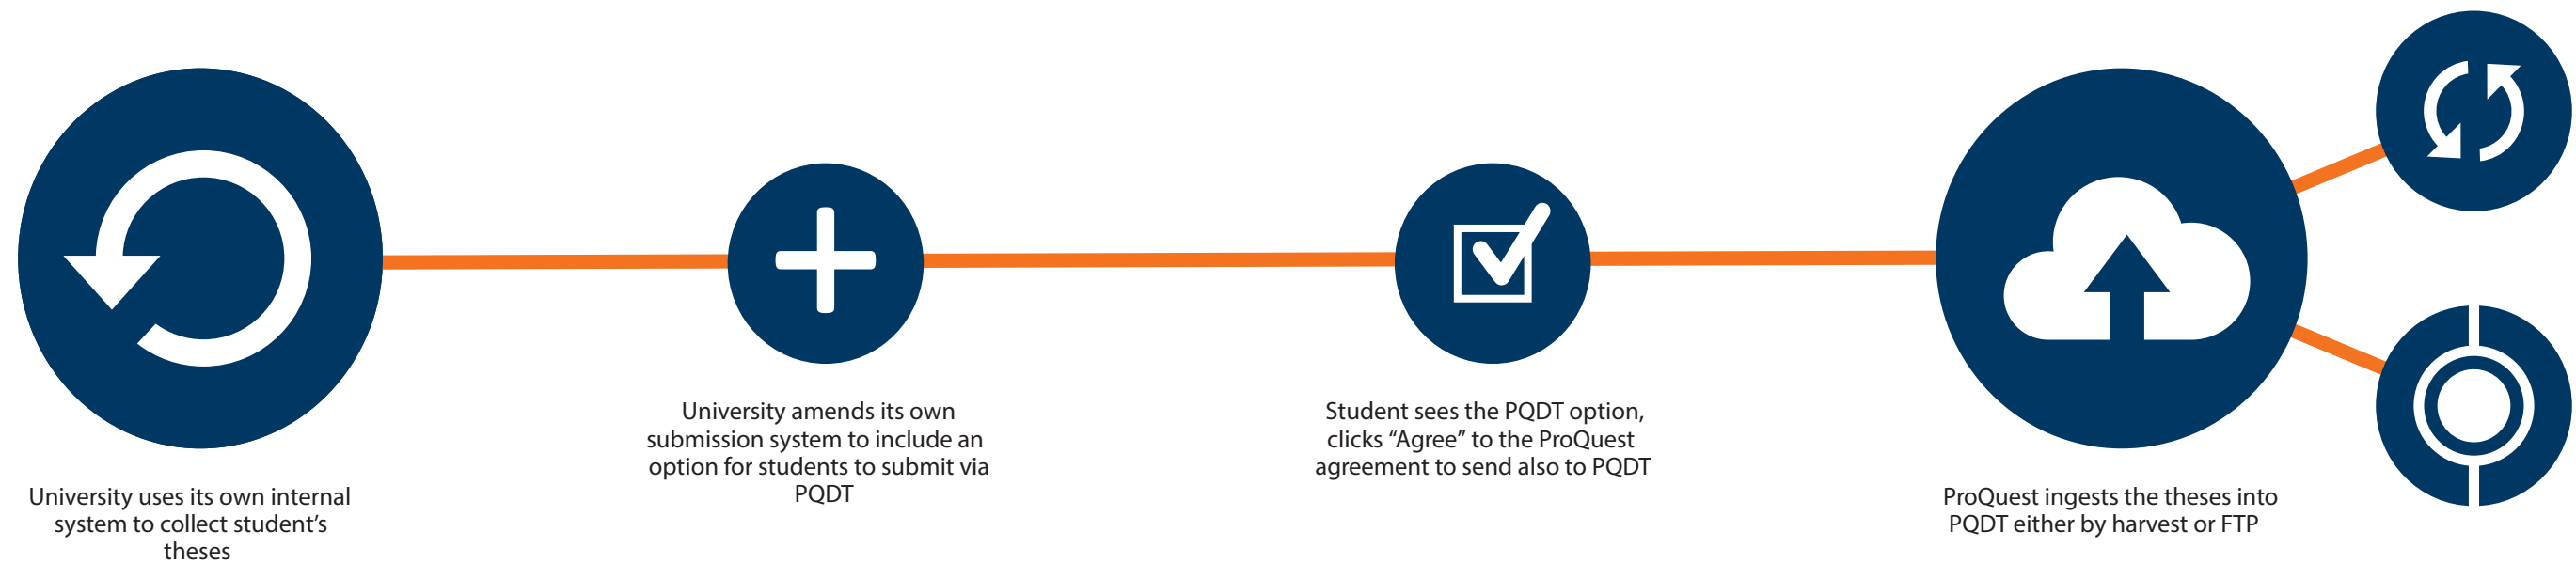 University uses its own internal
system to collect student’s
theses
University amends its own
submission system to include an
option for students to submit via
PQDT
Student sees the PQDT option,
clicks “Agree” to the ProQuest
agreement to send also to PQDT
ProQuest ingests the theses into
PQDT either by harvest or FTP